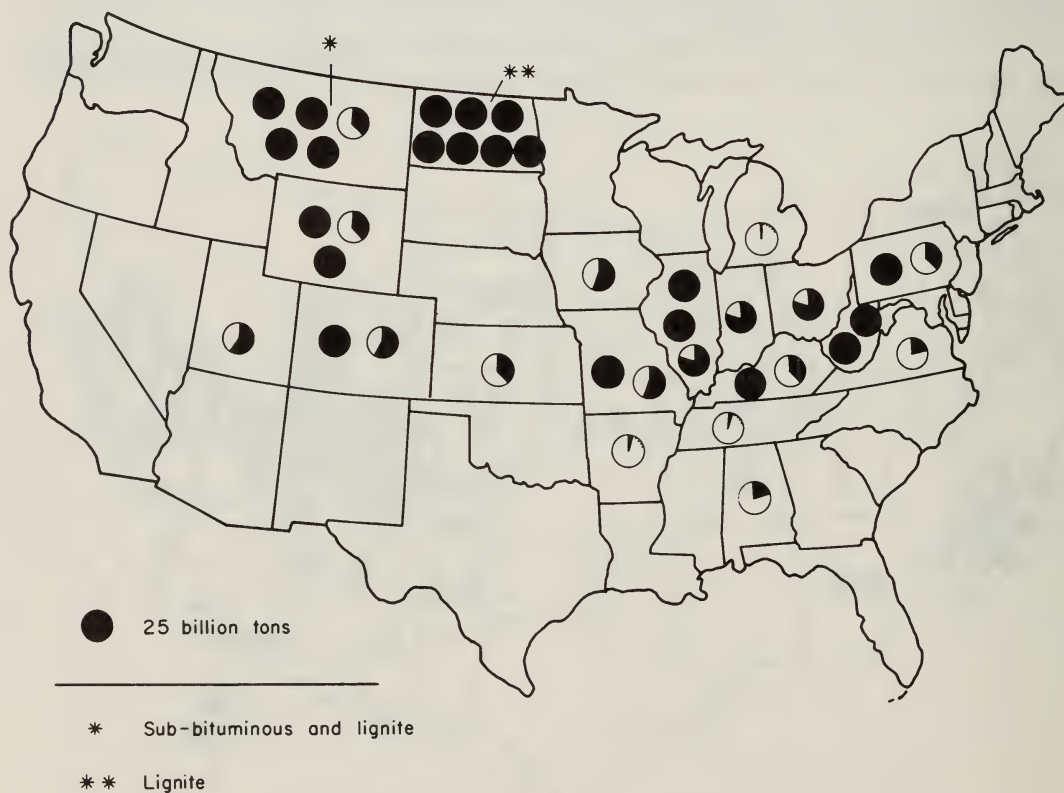 *
**
25 billion tons
* Sub-bituminous and lignite
** Lignite